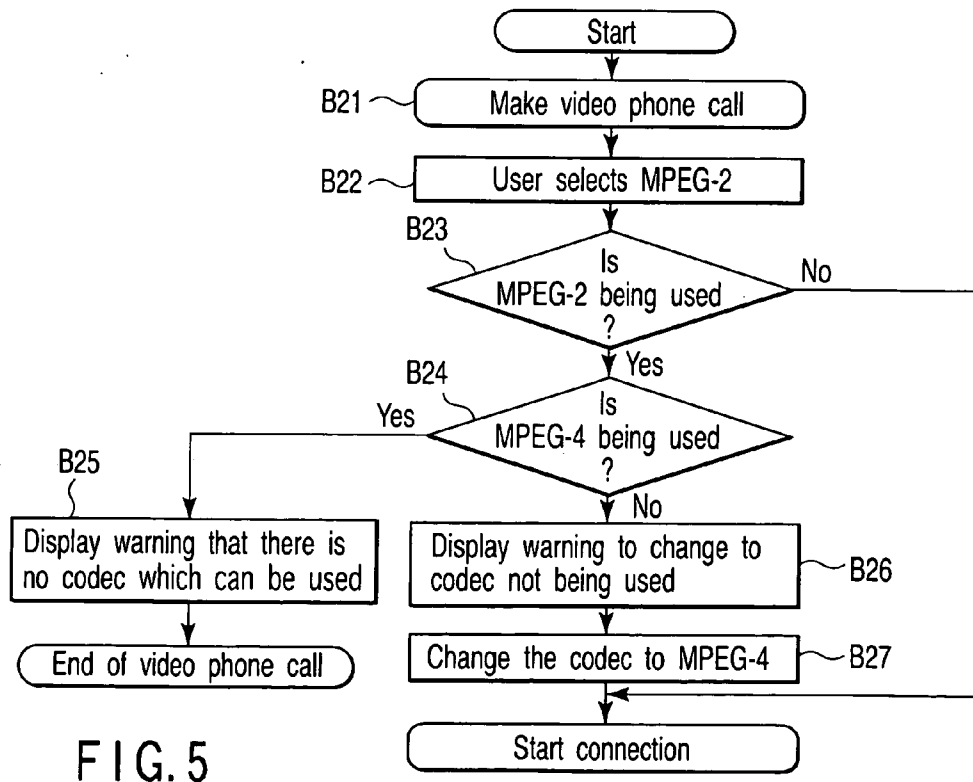 Start
B21
Make video phone call
B22
User selects MPEG-2
B23
Is
MPEG-2 being used
?
No
Yes
B24
Is
MPEG-4 being used
?
Yes
No
B25
Display warning that there is
no codec which can be used
Display warning to change to
codec not being used
B26
End of video phone call
Change the codec to MPEG-4
B27
Start connection
FIG. 5